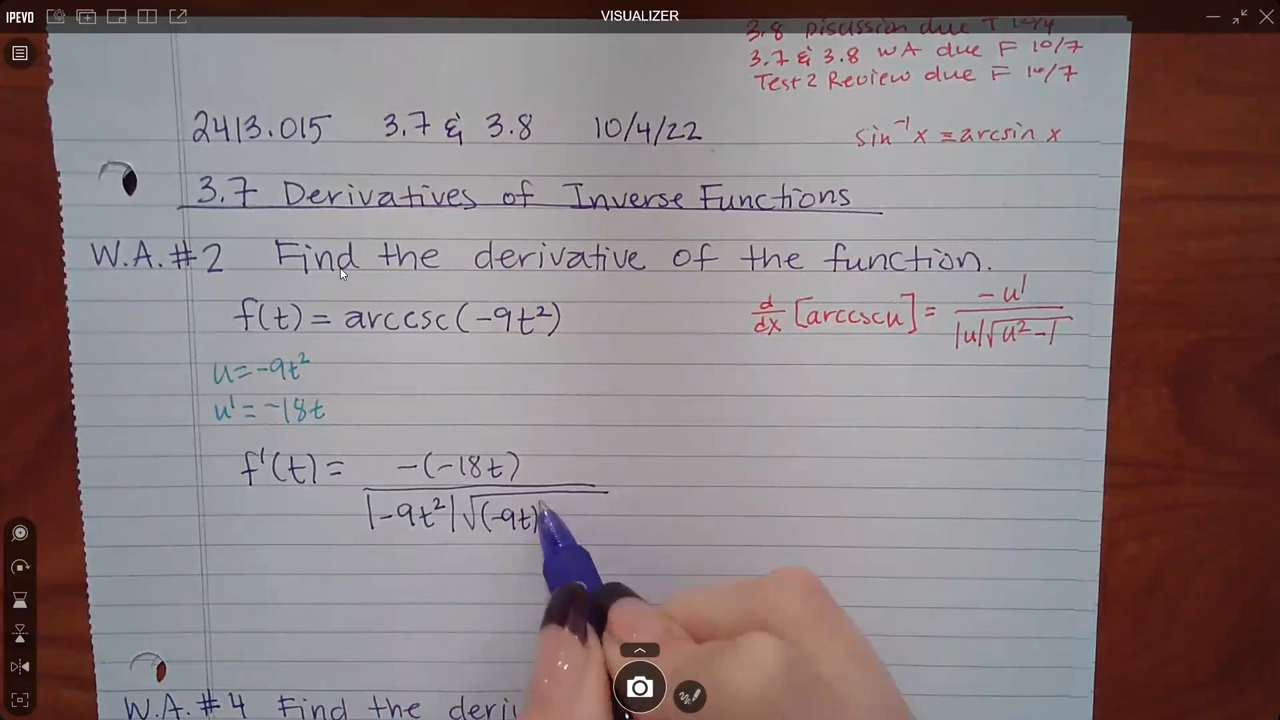 IPEVO
VISUALIZER
3.8 Discussion due T 10/4
3.7 & 3.8 WA due F 10/7
Test 2 Review due F 10/7
2413.015 3.7 & 3.8 10/4/22
sin⁻¹ x = arcsin x
3.7 Derivatives of Inverse Functions
W.A. #2 Find the derivative of the function.
f(t) = arccsc(-9t²)
d/dx [arccsc u] = -u' / |u|√u²-1
u = -9t²
u' = -18t
f'(t) = -(-18t) / |-9t²|√(-9t)
W.A. #4 Find the deri